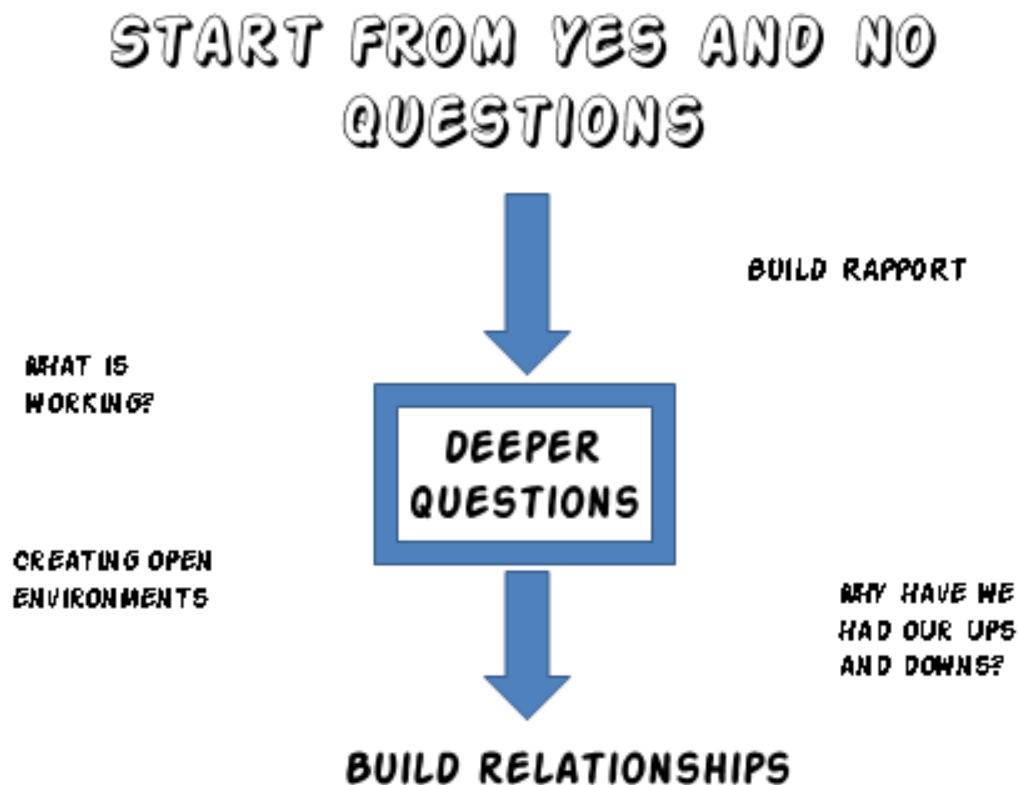 START FROM YES AND NO
QUESTIONS
BUILD RAPPORT
WHAT IS
WORKING?
DEEPER
QUESTIONS
CREATING OPEN
ENVIRONMENTS
WHY HAVE WE
HAD OUR UPS
AND DOWNS?
BUILD RELATIONSHIPS